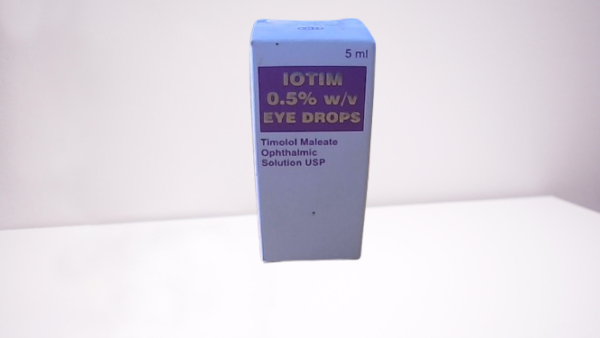 5 ml
IOTIM
0.5% w/v
EYE DROPS
Timolol Maleate
Ophthalmic
Solution USP